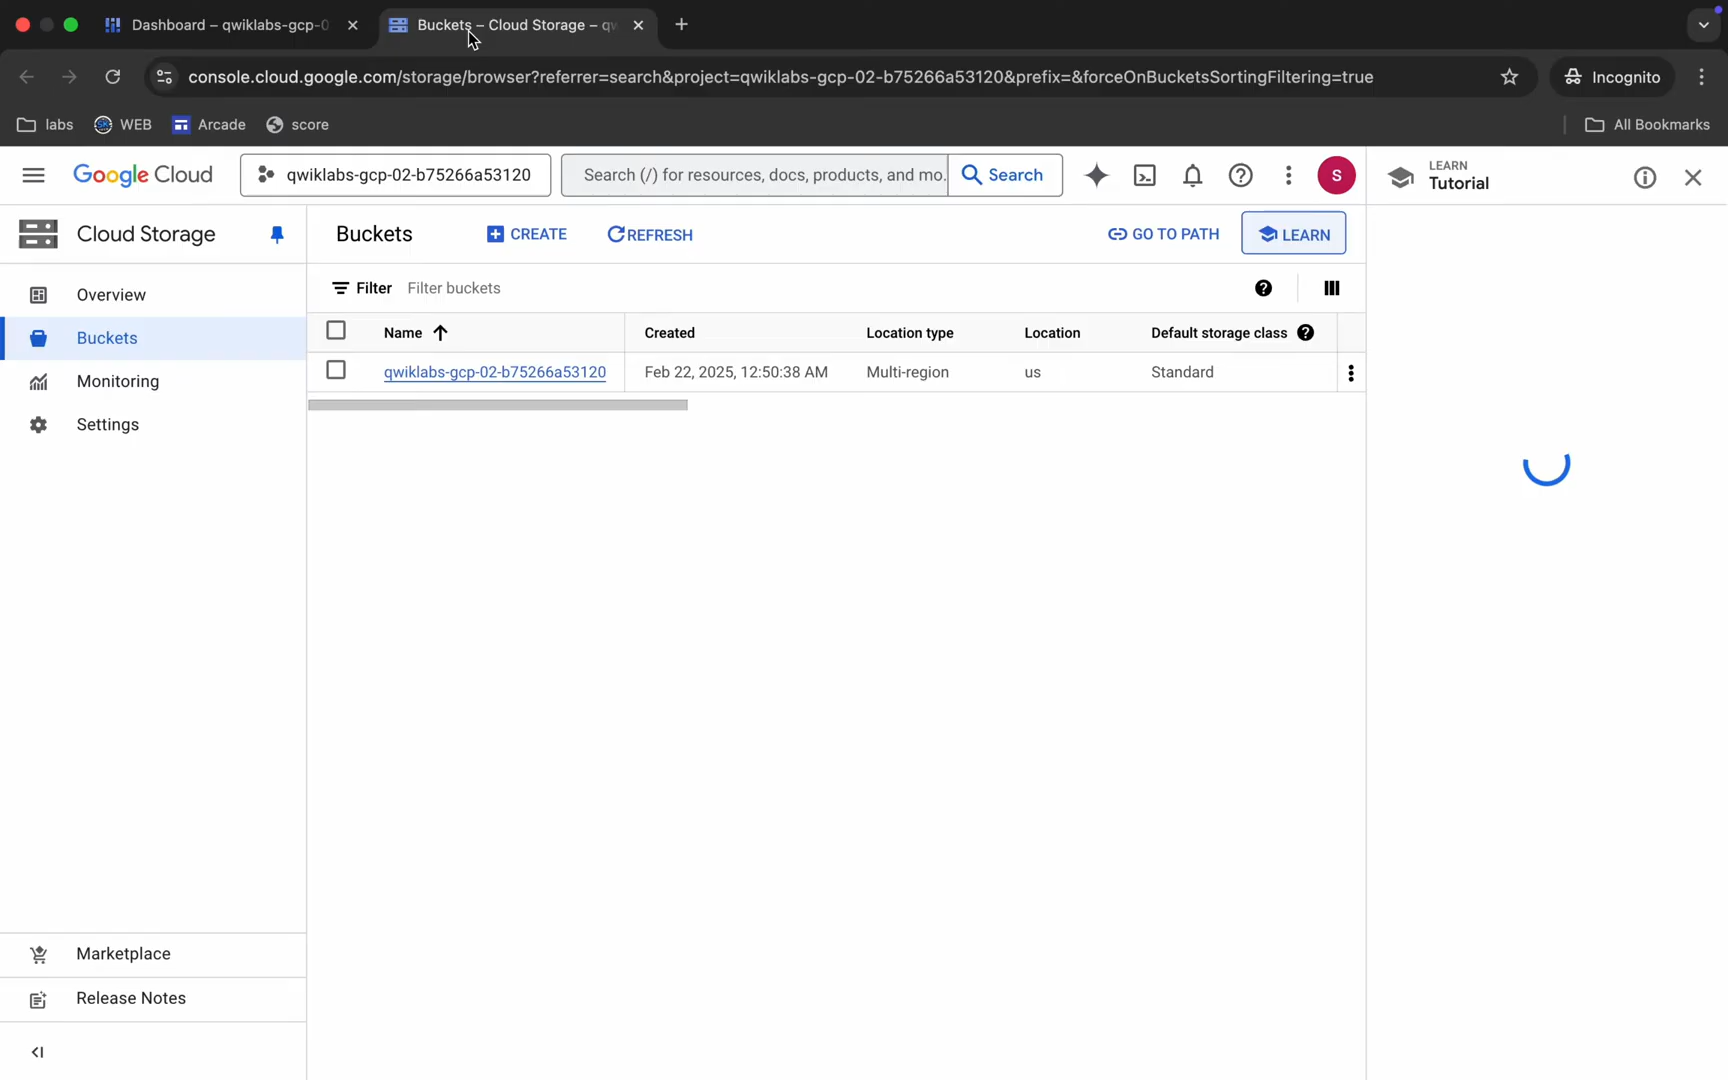 Dashboard – qwiklabs-gcp-0
Buckets – Cloud Storage – qw
console.cloud.google.com/storage/browser?referrer=search&project=qwiklabs-gcp-02-b75266a53120&prefix=&forceOnBucketsSortingFiltering=true
Incognito
labs
WEB
Arcade
score
All Bookmarks
Google Cloud
qwiklabs-gcp-02-b75266a53120
Search (/) for resources, docs, products, and mo.
Search
S
LEARN
Tutorial
Cloud Storage
Buckets
CREATE
REFRESH
GO TO PATH
LEARN
Overview
Buckets
Monitoring
Settings
Filter
Filter buckets
Name
Created
Location type
Location
Default storage class
qwiklabs-gcp-02-b75266a53120
Feb 22, 2025, 12:50:38 AM
Multi-region
us
Standard
Marketplace
Release Notes